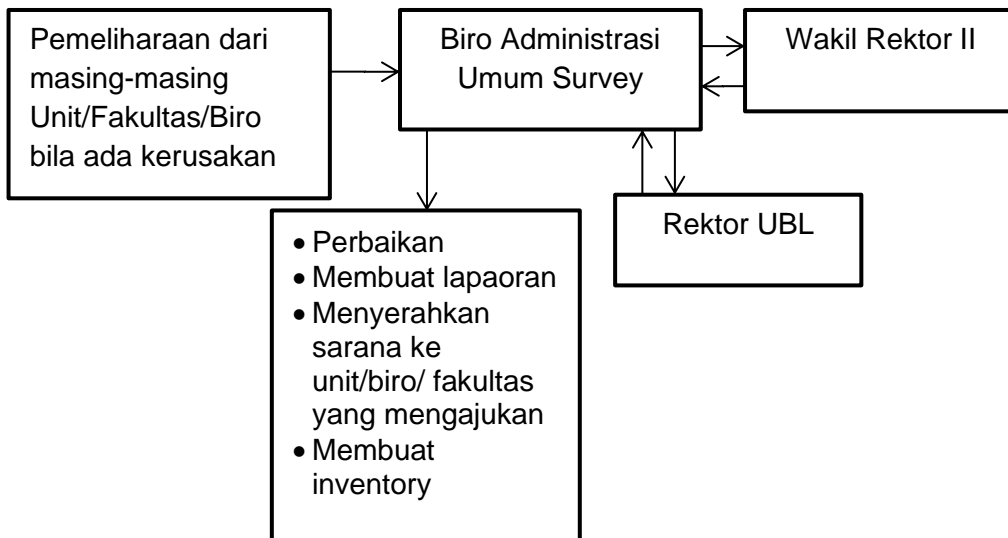 Pemeliharaan dari
masing-masing
Unit/Fakultas/Biro
bila ada kerusakan
Biro Administrasi
Umum Survey
Wakil Rektor II
Rektor UBL
• Perbaikan
• Membuat lapaoran
• Menyerahkan
sarana ke
unit/biro/ fakultas
yang mengajukan
• Membuat
inventory